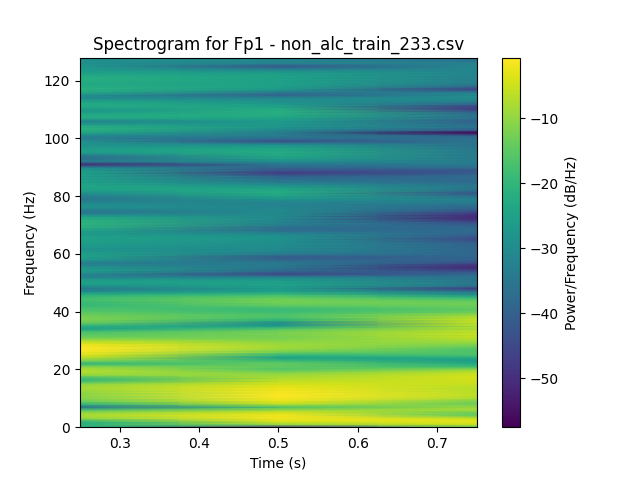 Spectrogram for Fp1 - non_alc_train_233.csv
120
100
80
60
40
20
0
Frequency (Hz)
0.3 0.4 0.5 0.6 0.7
Time (s)
−10
−20
−30
−40
−50
Power/Frequency (dB/Hz)